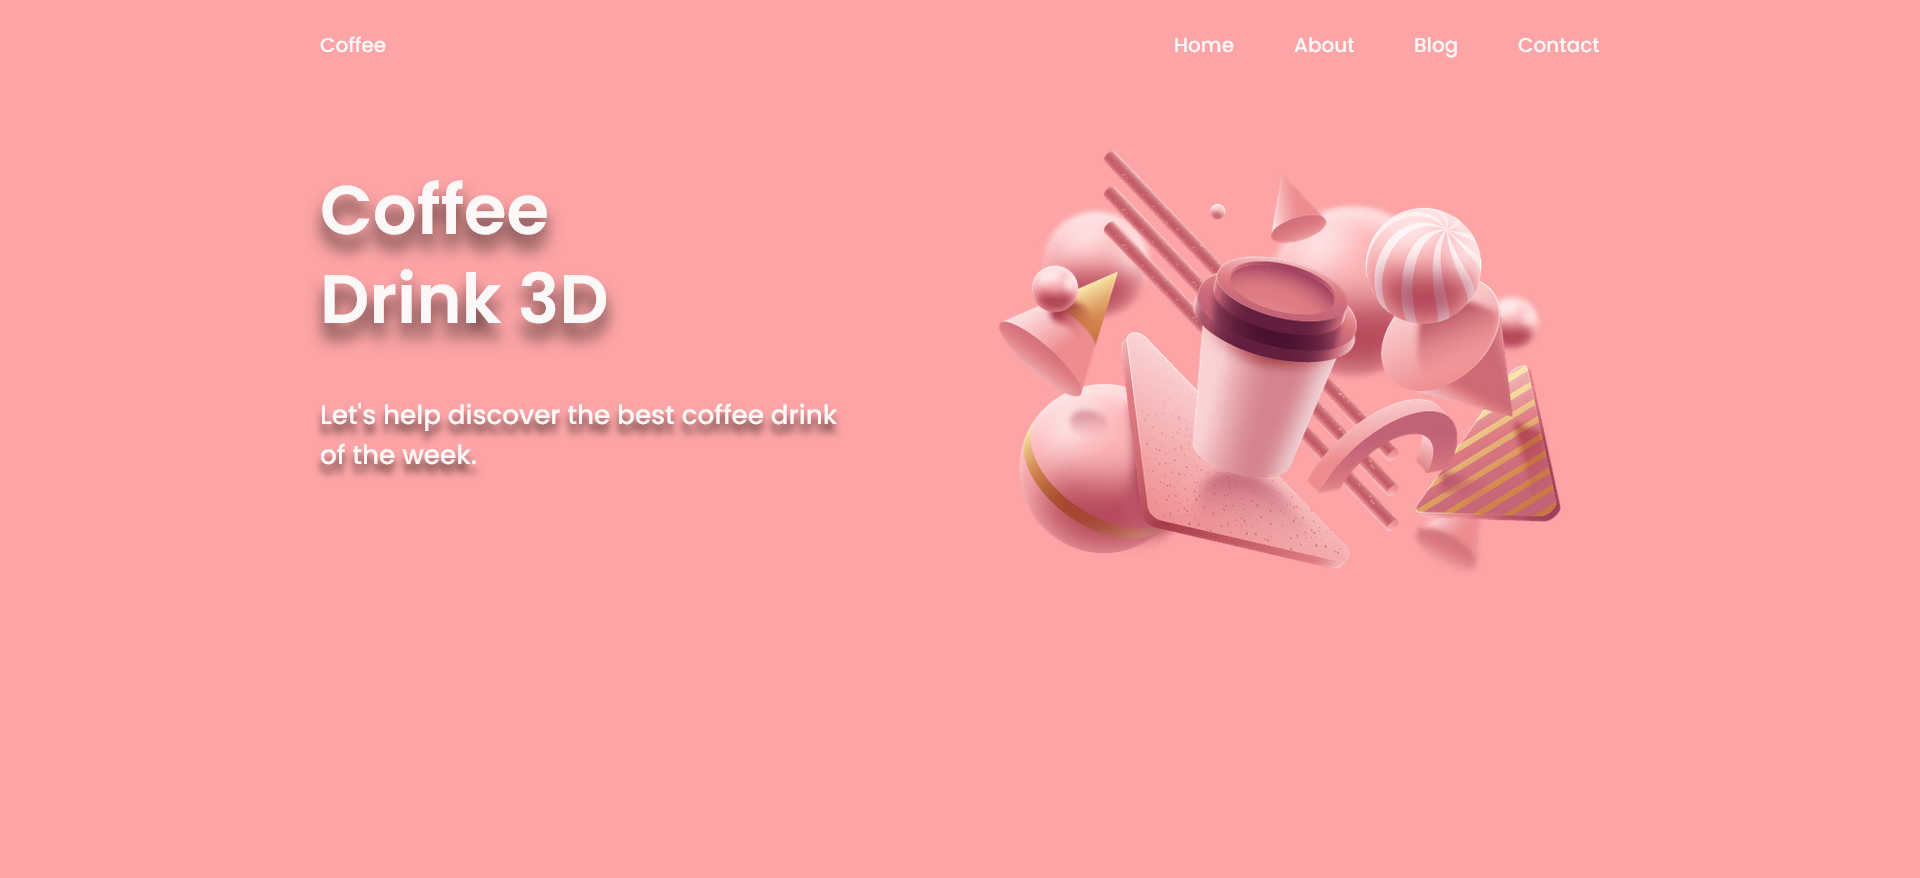 Coffee
Home About Blog Contact
Coffee
Drink 3D
Let's help discover the best coffee drink
of the week.